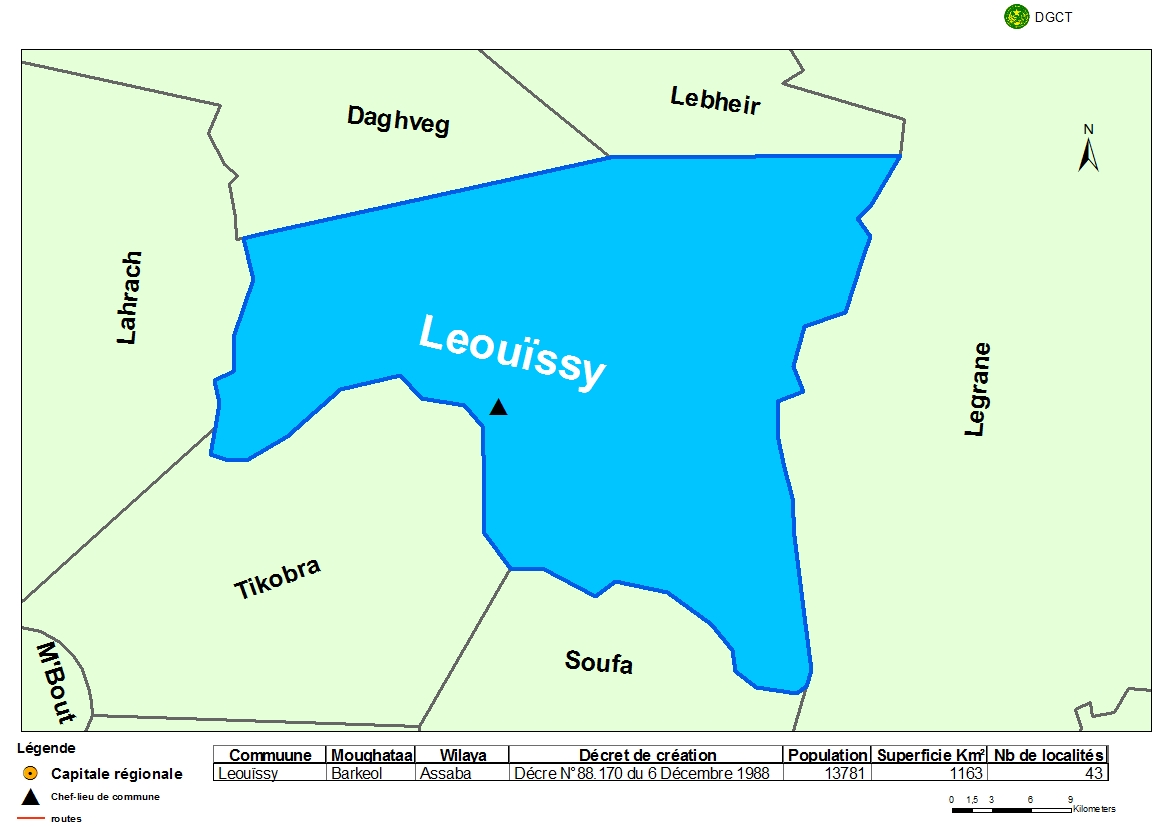 DGCT
Lebheir
Daghveg
N
Lahrach
Leouïssy
Legrane
Tikobra
Soufa
M'Bout
Légende
Capitale régionale
Chef-lieu de commune
routes
Commuune Moughataa Wilaya Décret de création Population Superficie Km² Nb de localités
Leouïssy Barkeol Assaba Décre N°88.170 du 6 Décembre 1988 13781 1163 43
0 1,5 3 6 9
Kilometers